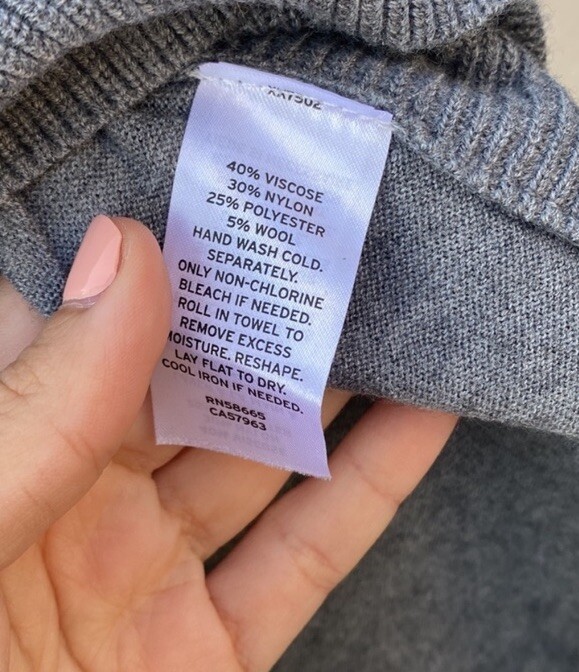 40% VISCOSE
30% NYLON
25% POLYESTER
5% WOOL
HAND WASH COLD.
SEPARATELY.
ONLY NON-CHLORINE
BLEACH IF NEEDED.
ROLL IN TOWEL TO
REMOVE EXCESS
MOISTURE. RESHAPE.
LAY FLAT TO DRY.
COOL IRON IF NEEDED.
RN58665
CA57963